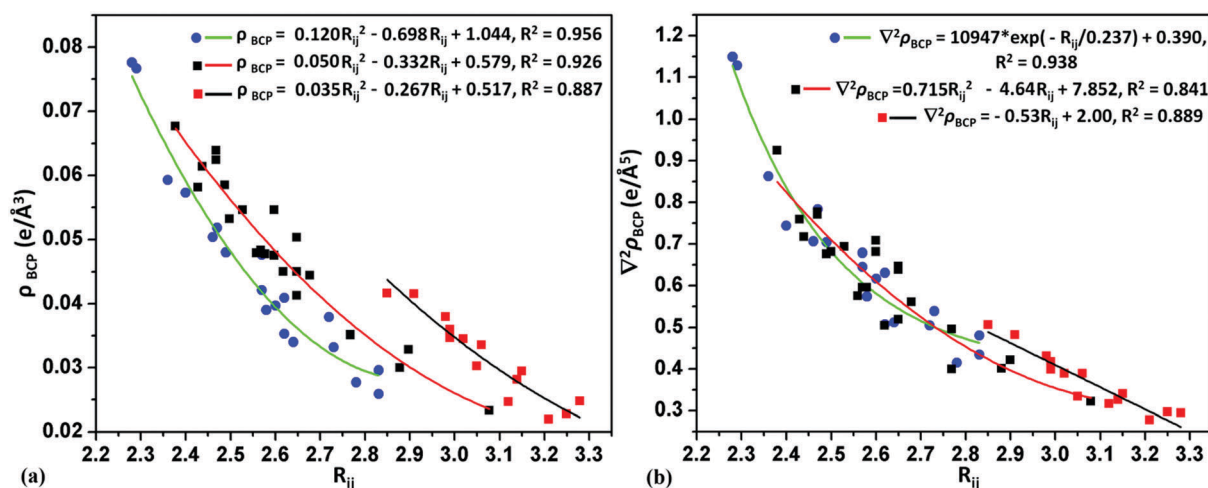 ρ BCP = 0.120Rij² - 0.698Rij + 1.044, R² = 0.956
ρ BCP = 0.050Rij² - 0.332Rij + 0.579, R² = 0.926
ρ BCP = 0.035Rij² - 0.267Rij + 0.517, R² = 0.887
ρ BCP (e/Å³)
0.08
0.07
0.06
0.05
0.04
0.03
0.02
2.2 2.3 2.4 2.5 2.6 2.7 2.8 2.9 3.0 3.1 3.2 3.3
(a)
Rij
∇²ρBCP = 10947*exp( - Rij/0.237) + 0.390,
R² = 0.938
∇²ρBCP =0.715Rij² - 4.64Rij + 7.852, R² = 0.841
∇²ρBCP = - 0.53Rij + 2.00, R² = 0.889
∇²ρBCP (e/Å⁵)
1.2
1.1
1.0
0.9
0.8
0.7
0.6
0.5
0.4
0.3
2.2 2.3 2.4 2.5 2.6 2.7 2.8 2.9 3.0 3.1 3.2 3.3
(b)
Rij